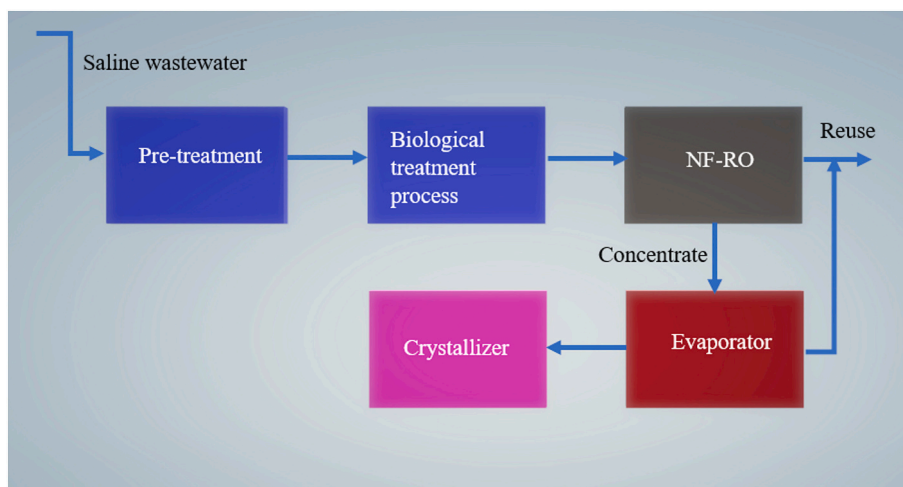 Saline wastewater
Pre-treatment
Biological
treatment
process
NF-RO
Reuse
Concentrate
Crystallizer
Evaporator